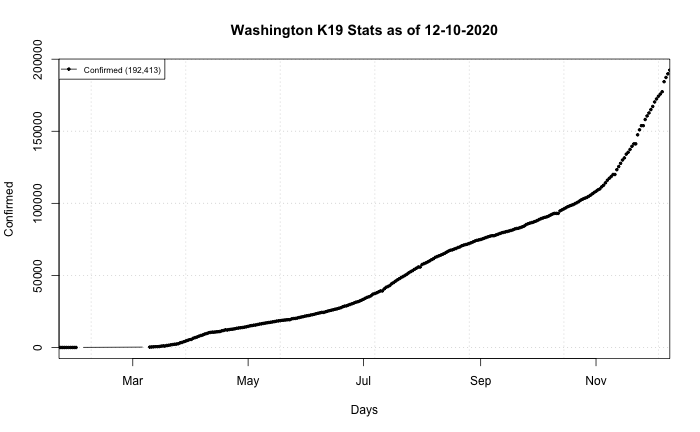 Washington K19 Stats as of 12-10-2020
Confirmed (192,413)
200000
150000
100000
50000
0
Confirmed
Mar May Jul Sep Nov
Days